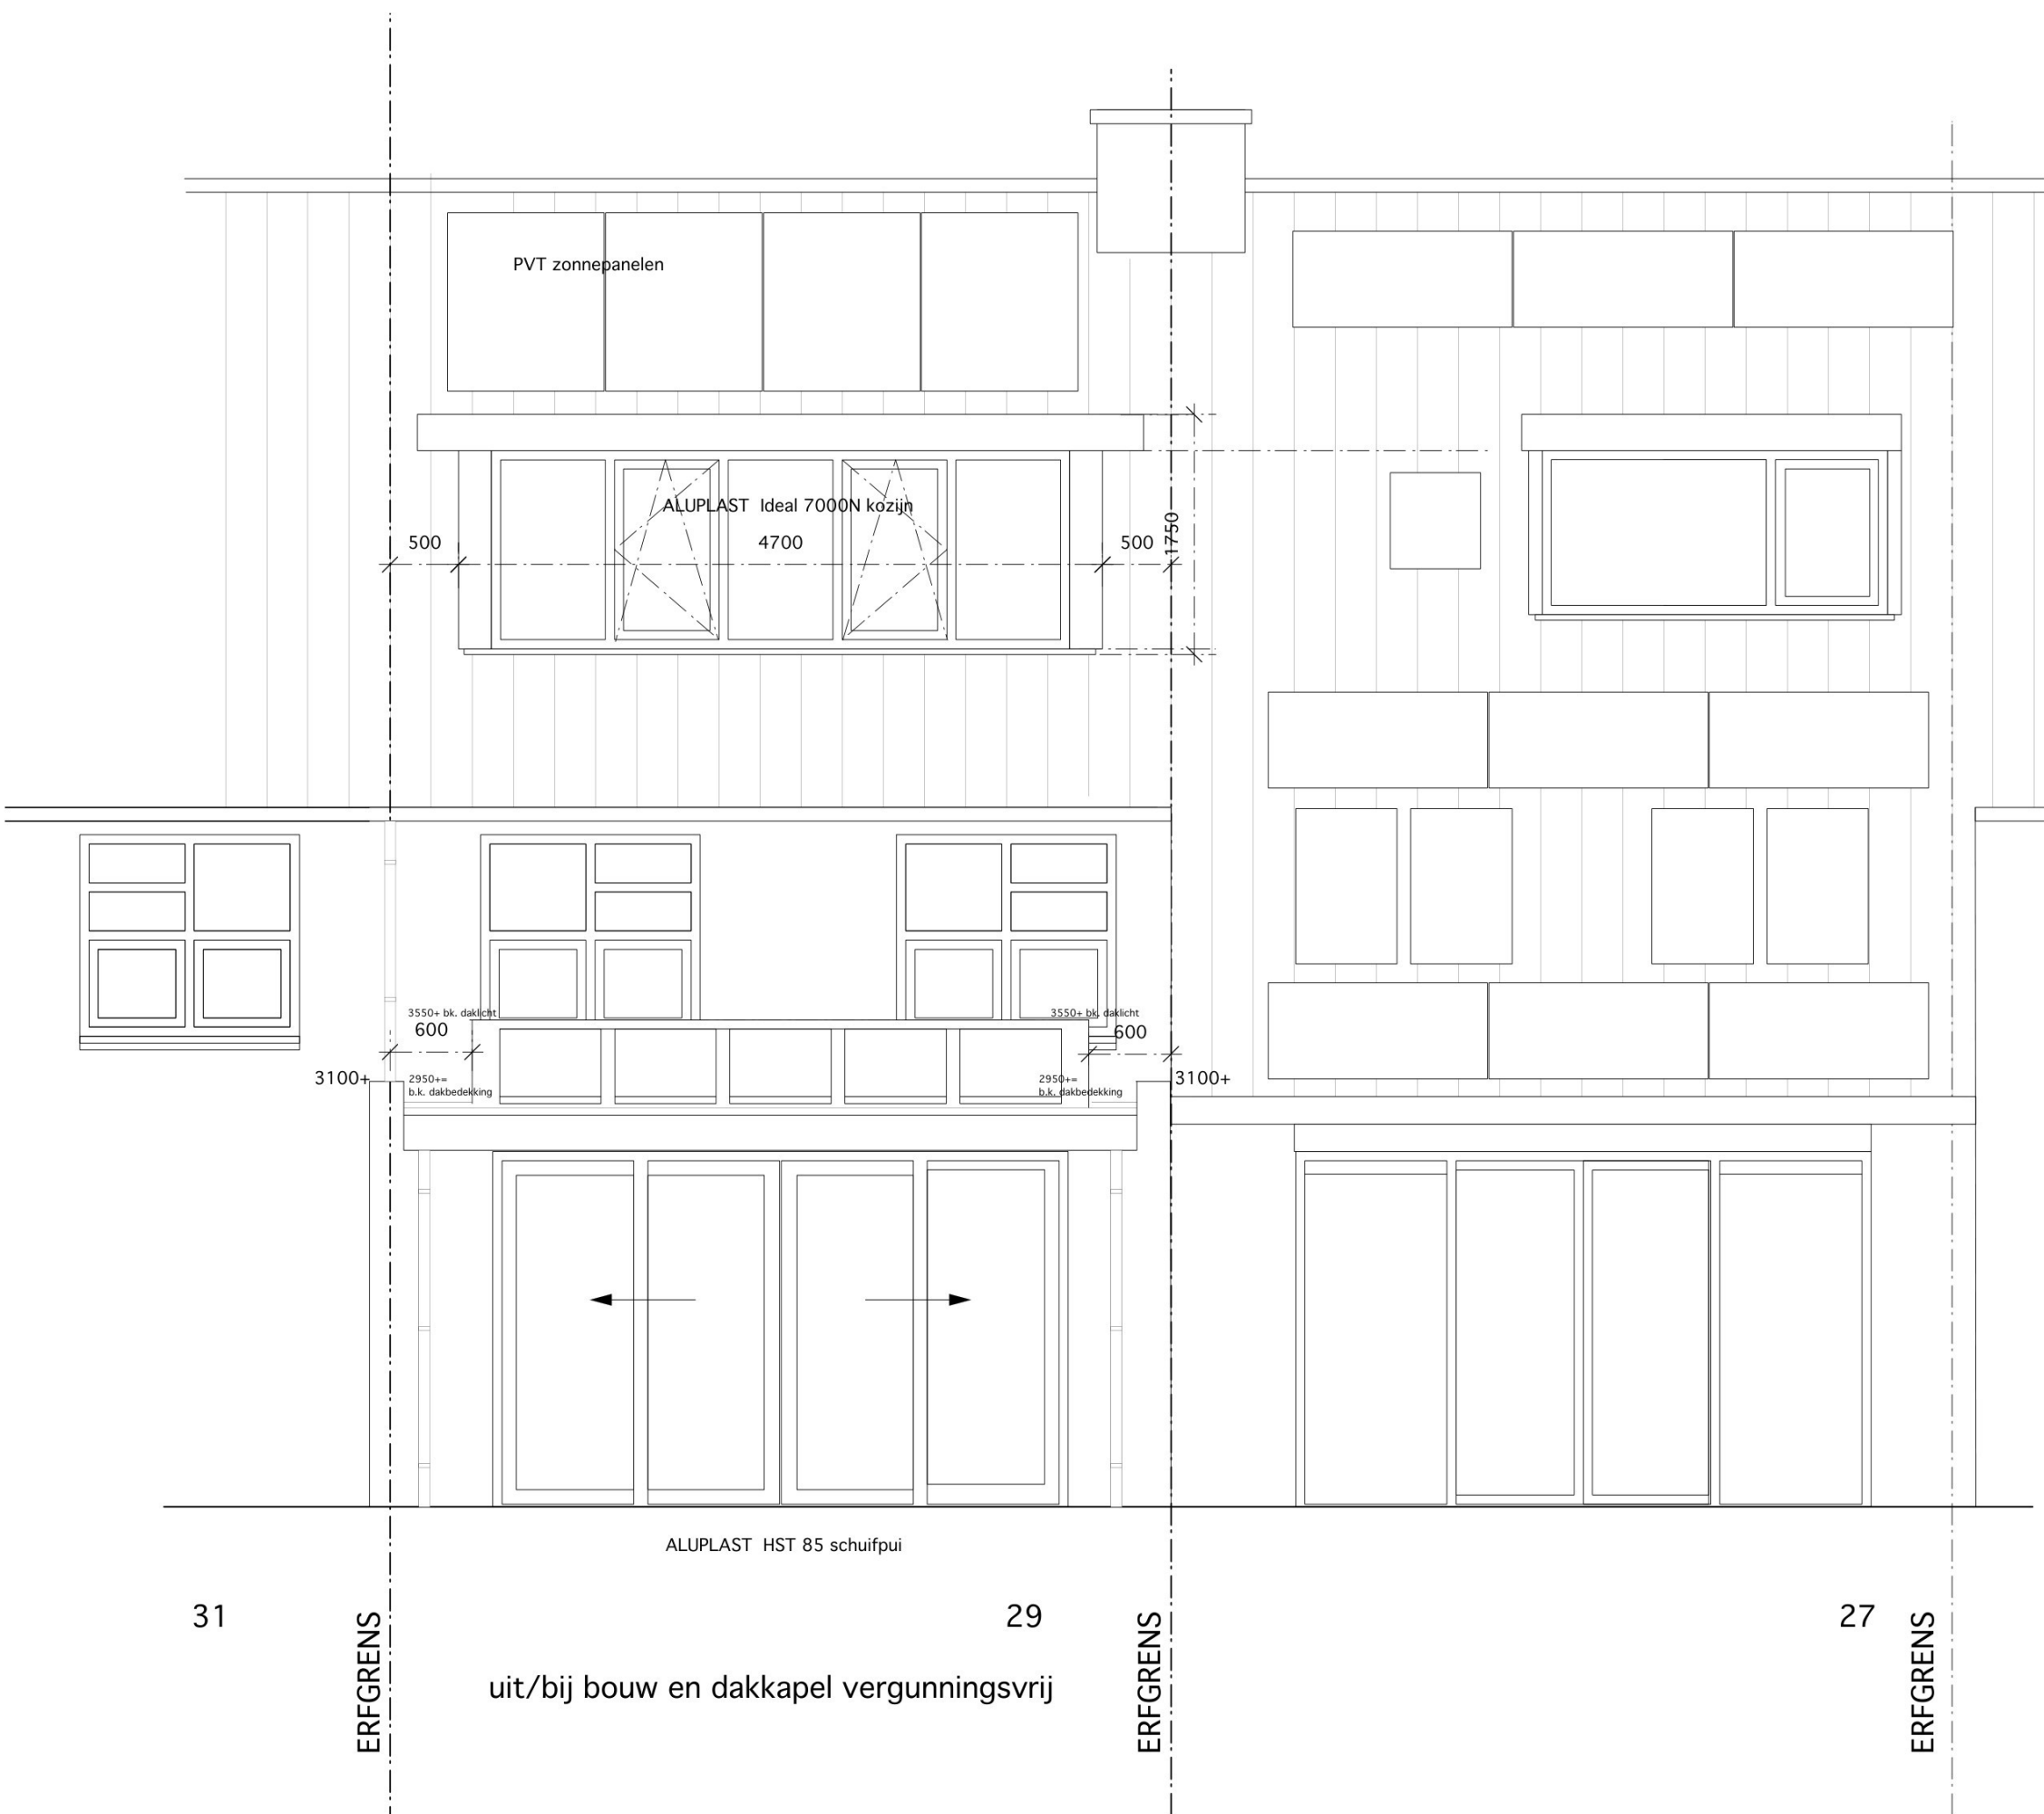 PVT zonnepanelen
ALUPLAST Ideal 7000N kozijn
500
4700
500
1750
3550+ bk. daklicht
3550+ bk. daklicht
600
600
3100+
2950+=
b.k. dakbedekking
2950+=
b.k. dakbedekking
3100+
ALUPLAST HST 85 schuifpui
31
29
27
ERFGRENS
ERFGRENS
ERFGRENS
uit/bij bouw en dakkapel vergunningsvrij